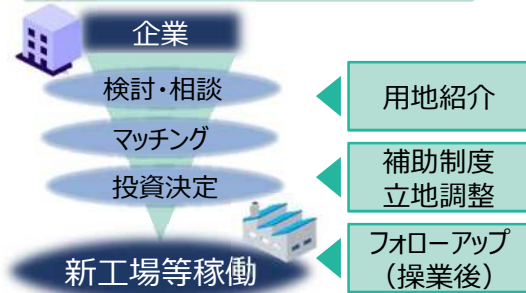 企業
検討・相談
マッチング
投資決定
新工場等稼働
用地紹介
補助制度
立地調整
フォローアップ
（操業後）